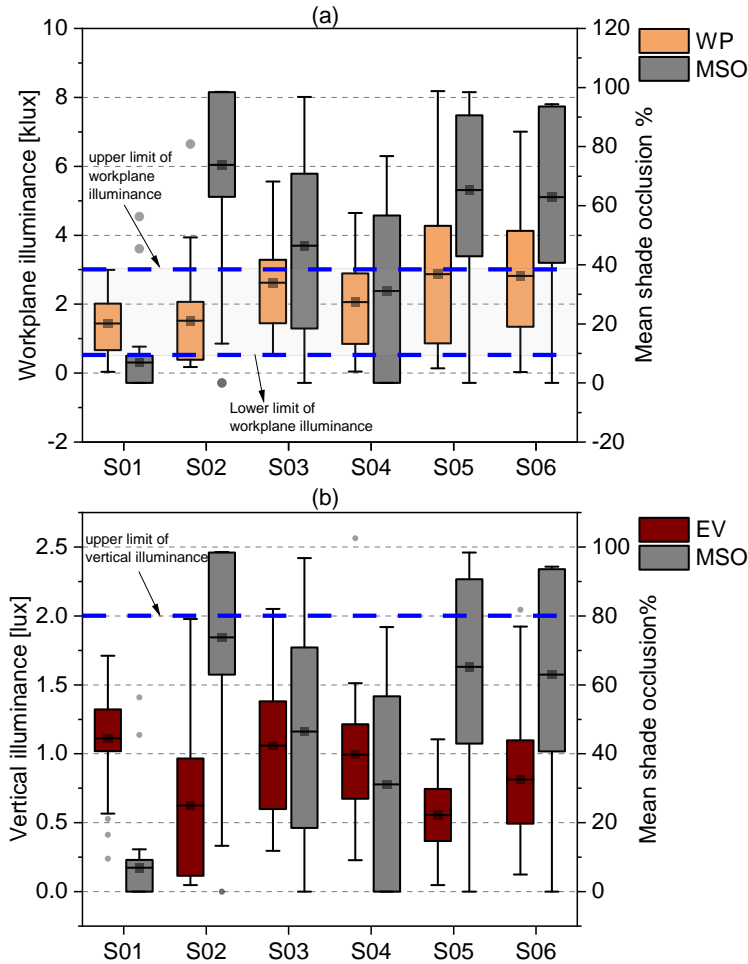 (a)
WP
MSO
Workplane illuminance [klux]
10
8
6
4
2
0
-2
upper limit of
workplane
illuminance
Lower limit of
workplane illuminance
120
100
80
60
40
20
0
-20
Mean shade occlusion %
S01 S02 S03 S04 S05 S06
(b)
EV
MSO
Vertical illuminance [lux]
2.5
2.0
1.5
1.0
0.5
0.0
upper limit of
vertical illuminance
100
80
60
40
20
0
Mean shade occlusion%
S01 S02 S03 S04 S05 S06